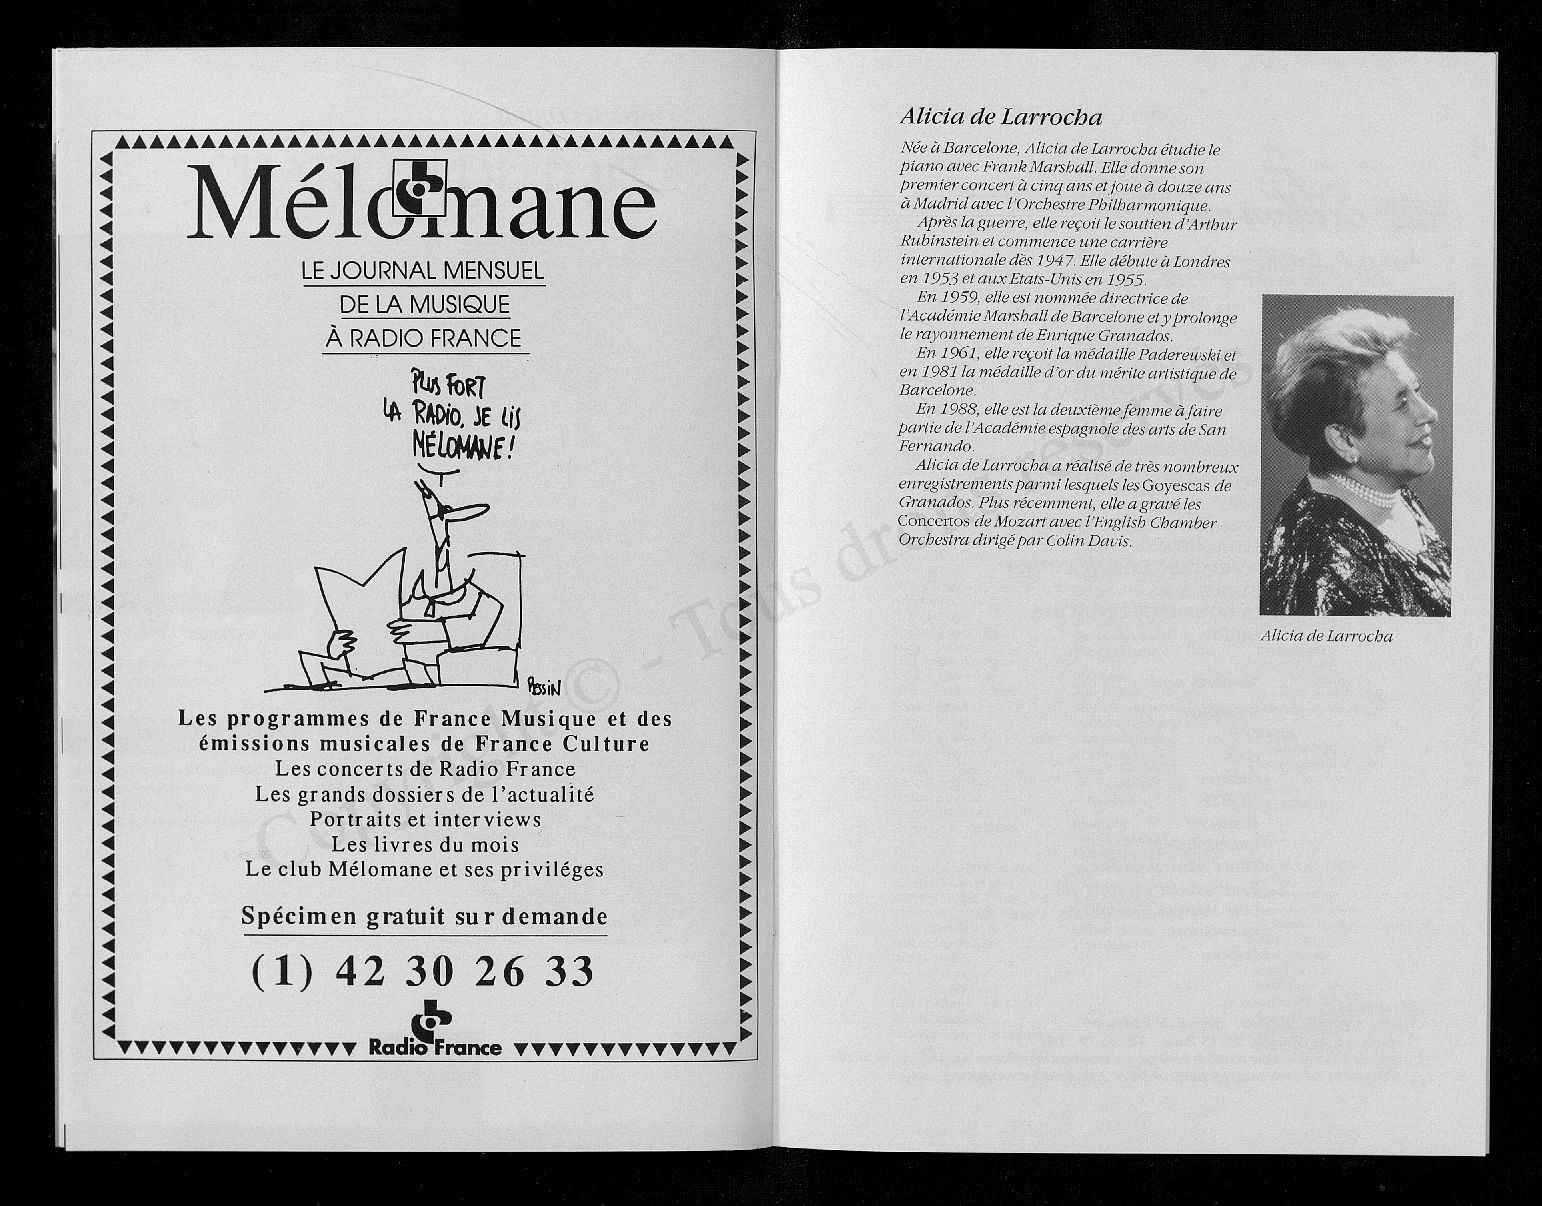 Mélomane
LE JOURNAL MENSUEL
DE LA MUSIQUE
À RADIO FRANCE
PLUS FORT
LA RADIO, JE LIS
MÉLOMANE !
PESSIN
Les programmes de France Musique et des
émissions musicales de France Culture
Les concerts de Radio France
Les grands dossiers de l'actualité
Portraits et interviews
Les livres du mois
Le club Mélomane et ses priviléges
Spécimen gratuit sur demande
(1) 42 30 26 33
Radio France
Alicia de Larrocha
Née à Barcelone, Alicia de Larrocha étudie le
piano avec Frank Marshall. Elle donne son
premier concert à cinq ans et joue à douze ans
à Madrid avec l'Orchestre Philharmonique.
Après la guerre, elle reçoit le soutien d'Arthur
Rubinstein et commence une carrière
internationale dès 1947. Elle débute à Londres
en 1953 et aux Etats-Unis en 1955.
En 1959, elle est nommée directrice de
l'Académie Marshall de Barcelone et y prolonge
le rayonnement de Enrique Granados.
En 1961, elle reçoit la médaille Paderewski et
en 1981 la médaille d'or du mérite artistique de
Barcelone.
En 1988, elle est la deuxième femme à faire
partie de l'Académie espagnole des arts de San
Fernando.
Alicia de Larrocha a réalisé de très nombreux
enregistrements parmi lesquels les Goyescas de
Granados. Plus récemment, elle a gravé les
Concertos de Mozart avec l'English Chamber
Orchestra dirigé par Colin Davis.
Alicia de Larrocha
Copyright © - Tous droits réservés